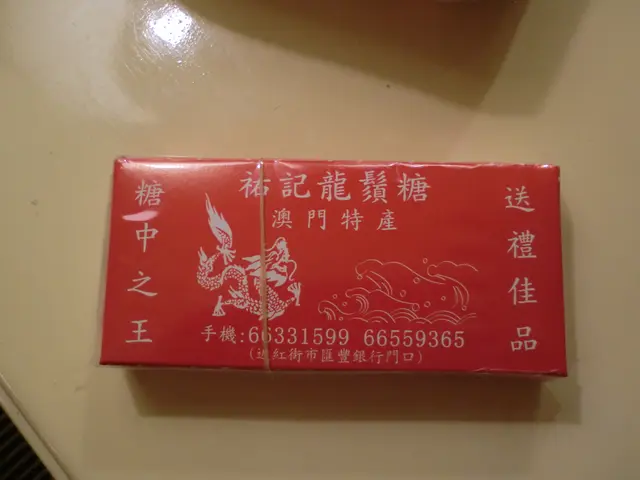 祐記龍鬚糖
澳門特產
糖中之王
送禮佳品
手機:66331599 66559365
紅街市匯豐銀行門口)